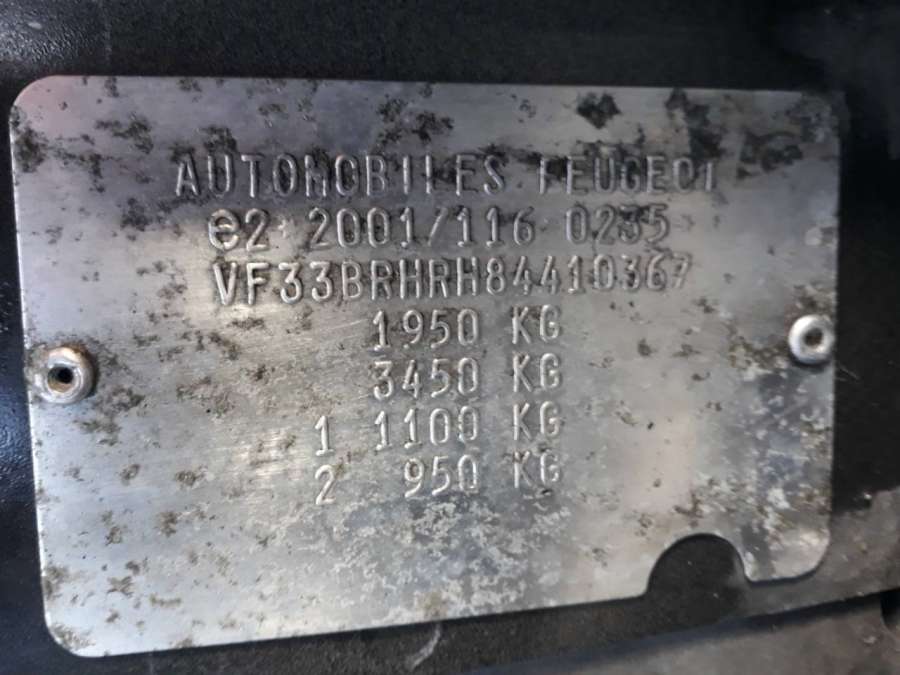 AUTOMOBILES PEUGEOT
e2 2001/116 0235
VF33BRHRH84410367
1950 KG
3450 KG
1 1100 KG
2 950 KG